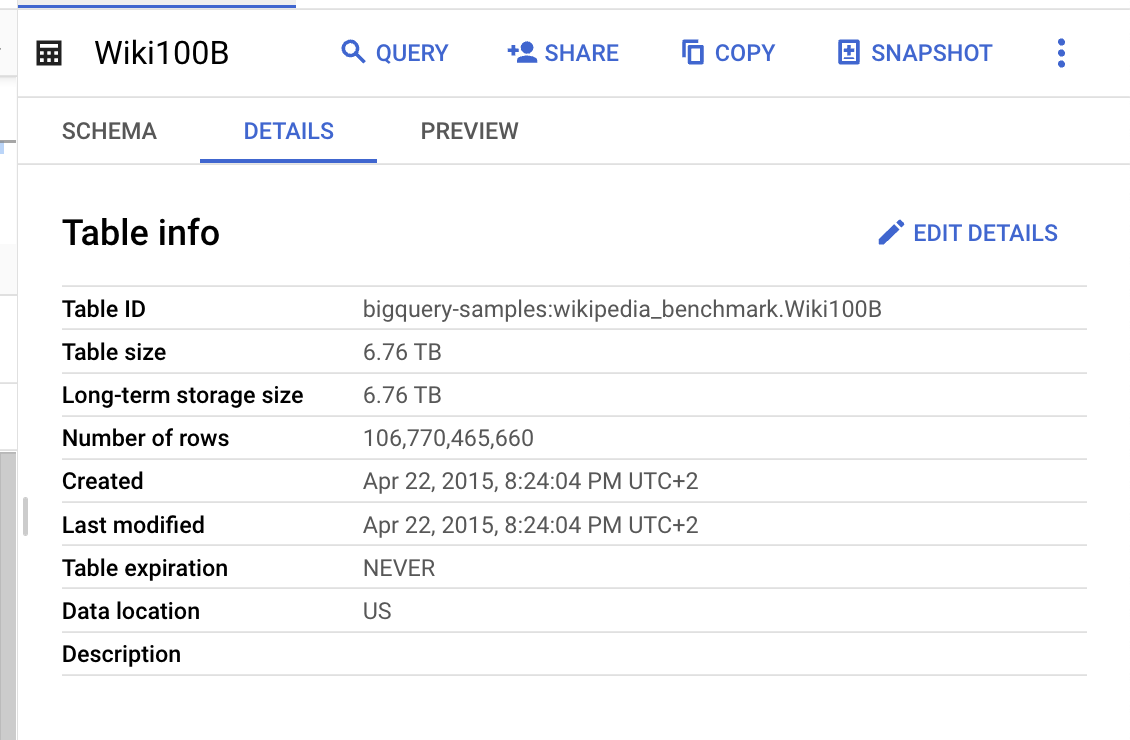 Wiki100B QUERY SHARE COPY SNAPSHOT
SCHEMA DETAILS PREVIEW
Table info EDIT DETAILS
Table ID bigquery-samples:wikipedia_benchmark.Wiki100B
Table size 6.76 TB
Long-term storage size 6.76 TB
Number of rows 106,770,465,660
Created Apr 22, 2015, 8:24:04 PM UTC+2
Last modified Apr 22, 2015, 8:24:04 PM UTC+2
Table expiration NEVER
Data location US
Description